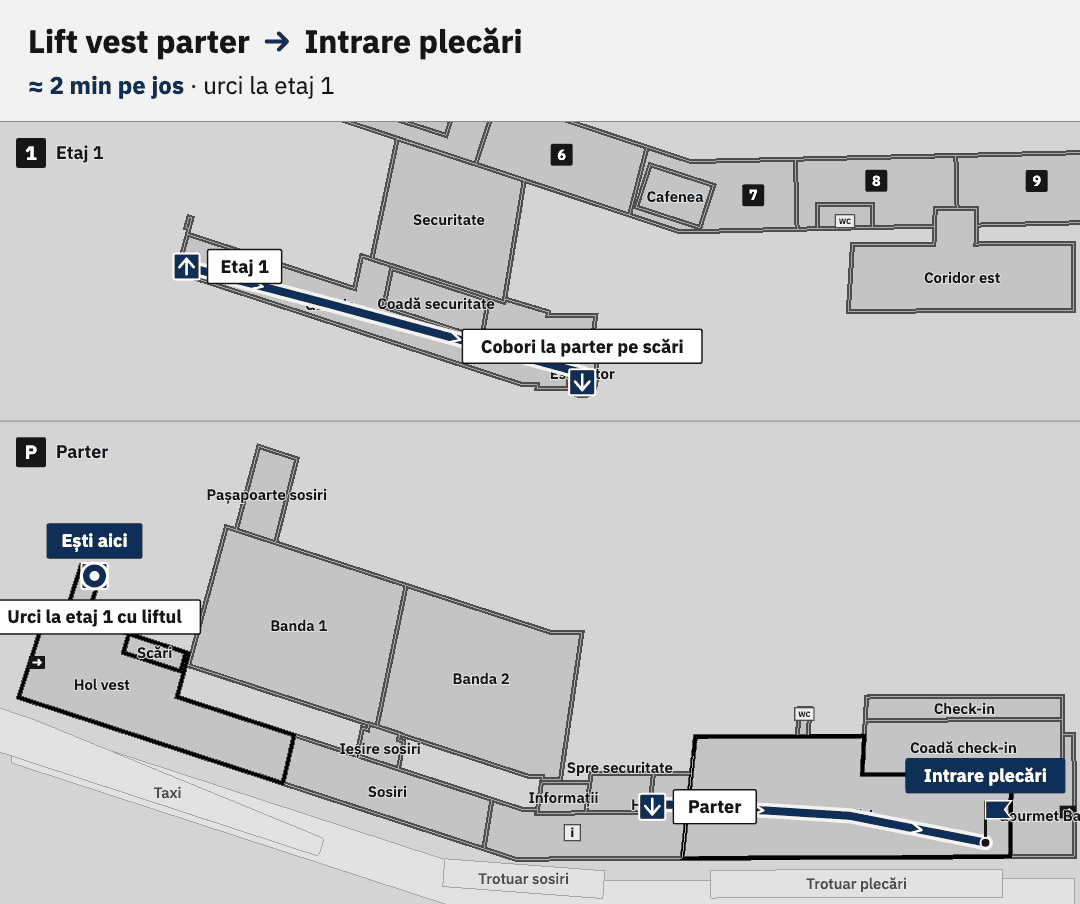 Lift vest parter → Intrare plecări
≈ 2 min pe jos · urci la etaj 1
1 Etaj 1
6
Cafenea
7
8
9
WC
Securitate
Coridor est
Etaj 1
Coadă securitate
Cobori la parter pe scări
P Parter
Pașapoarte sosiri
Ești aici
Urci la etaj 1 cu liftul
Banda 1
Scări
Hol vest
Banda 2
WC
Check-in
Ieșire sosiri
Coadă check-in
Spre securitate
Intrare plecări
Taxi
Sosiri
Informații
Parter
i
Trotuar sosiri
Trotuar plecări